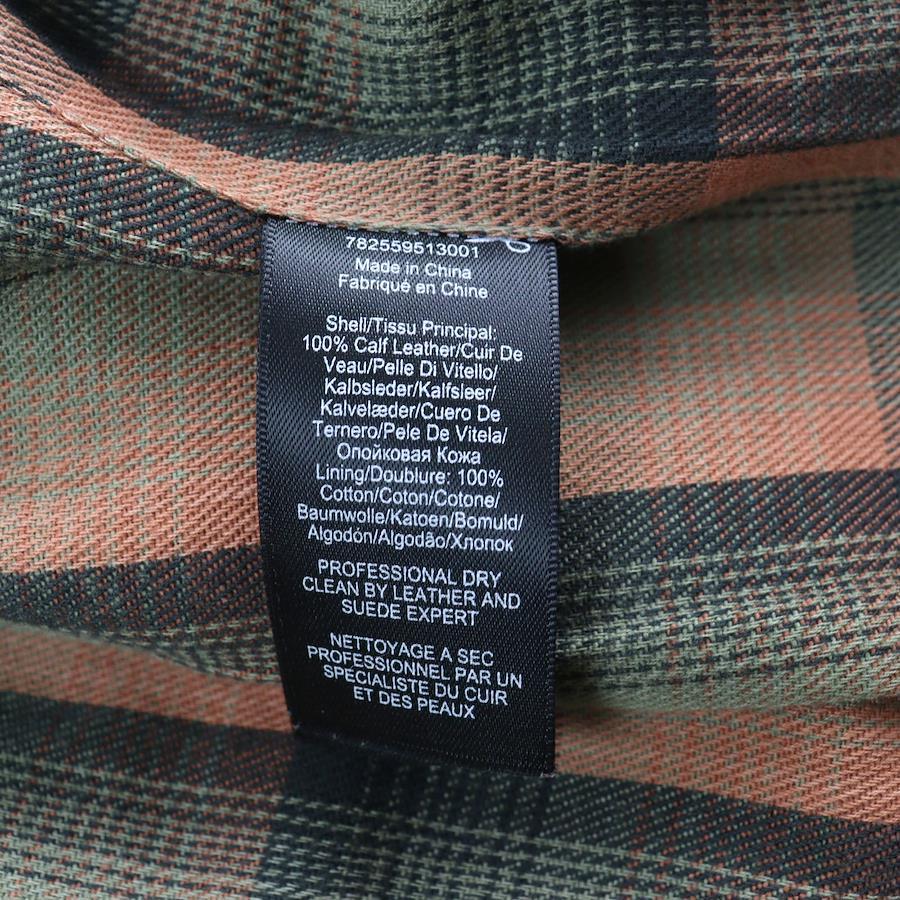 782559513001
Made in China
Fabriqué en Chine
Shell/Tissu Principal:
100% Calf Leather/Cuir De
Veau/Pelle Di Vitello/
Kalbsleder/Kalfsleer/
Kalvelæder/Cuero De
Ternero/Pele De Vitela/
Опойковая Кожа
Lining/Doublure: 100%
Cotton/Coton/Cotone/
Baumwolle/Katoen/Bomuld/
Algodón/Algodão/Хлопок
PROFESSIONAL DRY
CLEAN BY LEATHER AND
SUEDE EXPERT
NETTOYAGE A SEC
PROFESSIONNEL PAR UN
SPECIALISTE DU CUIR
ET DES PEAUX